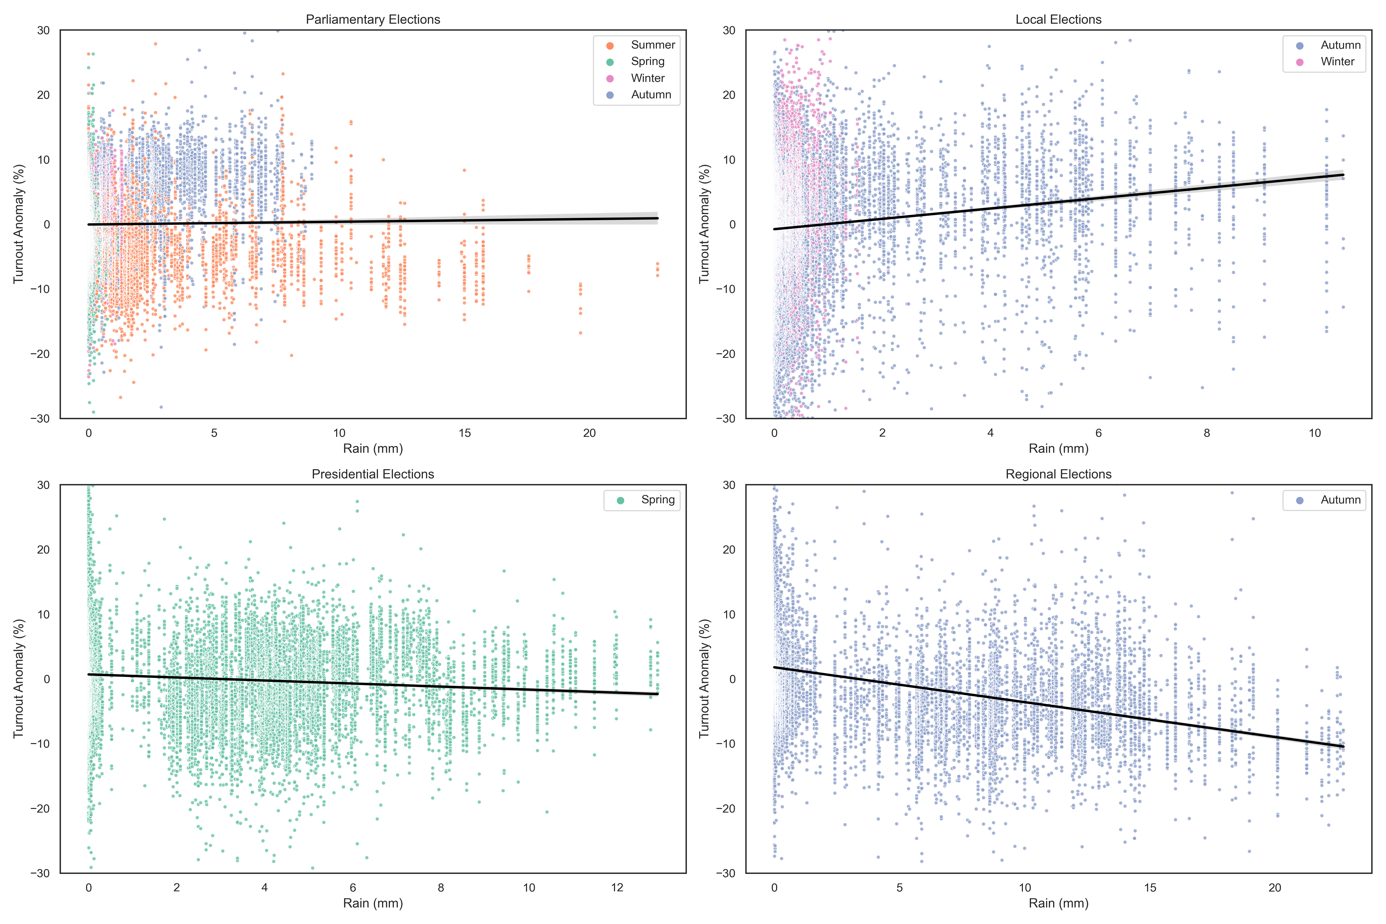 Parliamentary Elections
Turnout Anomaly (%)
30
20
10
0
−10
−20
−30
Summer
Spring
Winter
Autumn
0 5 10 15 20
Rain (mm)
Local Elections
Turnout Anomaly (%)
30
20
10
0
−10
−20
−30
Autumn
Winter
0 2 4 6 8 10
Rain (mm)
Presidential Elections
Turnout Anomaly (%)
30
20
10
0
−10
−20
−30
Spring
0 2 4 6 8 10 12
Rain (mm)
Regional Elections
Turnout Anomaly (%)
30
20
10
0
−10
−20
−30
Autumn
0 5 10 15 20
Rain (mm)